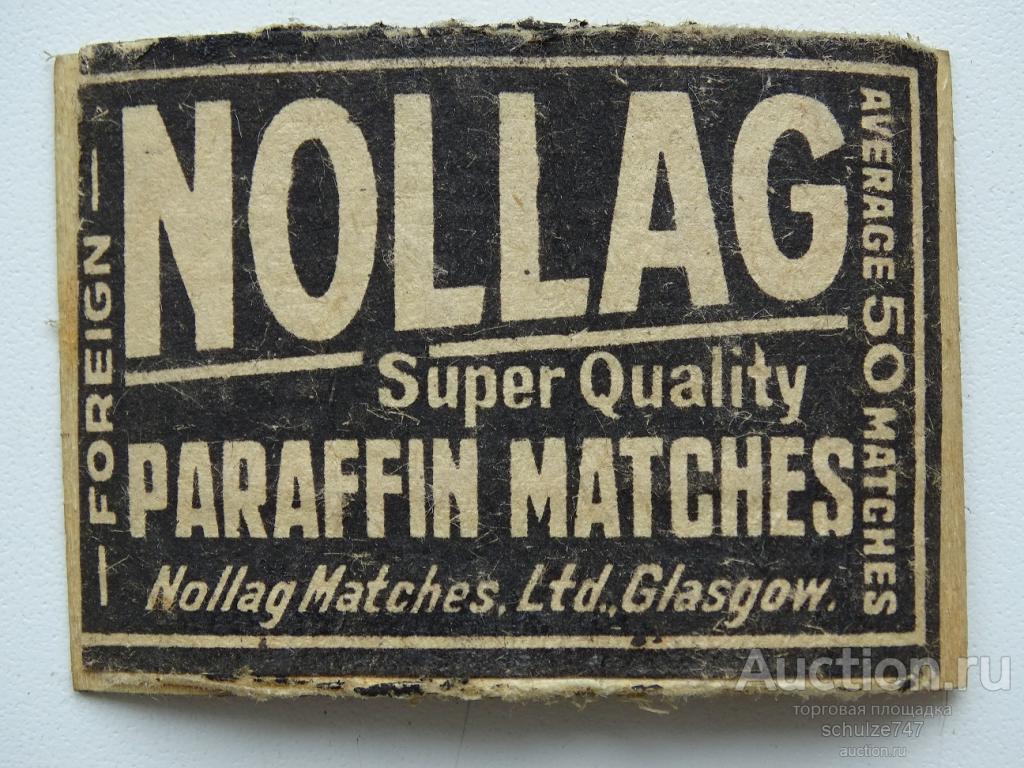 NOLLAG
Super Quality
PARAFFIN MATCHES
Nollag Matches, Ltd., Glasgow.
— FOREIGN —
AVERAGE 50 MATCHES
Auction.ru
торговая площадка
schulze747
auction.ru